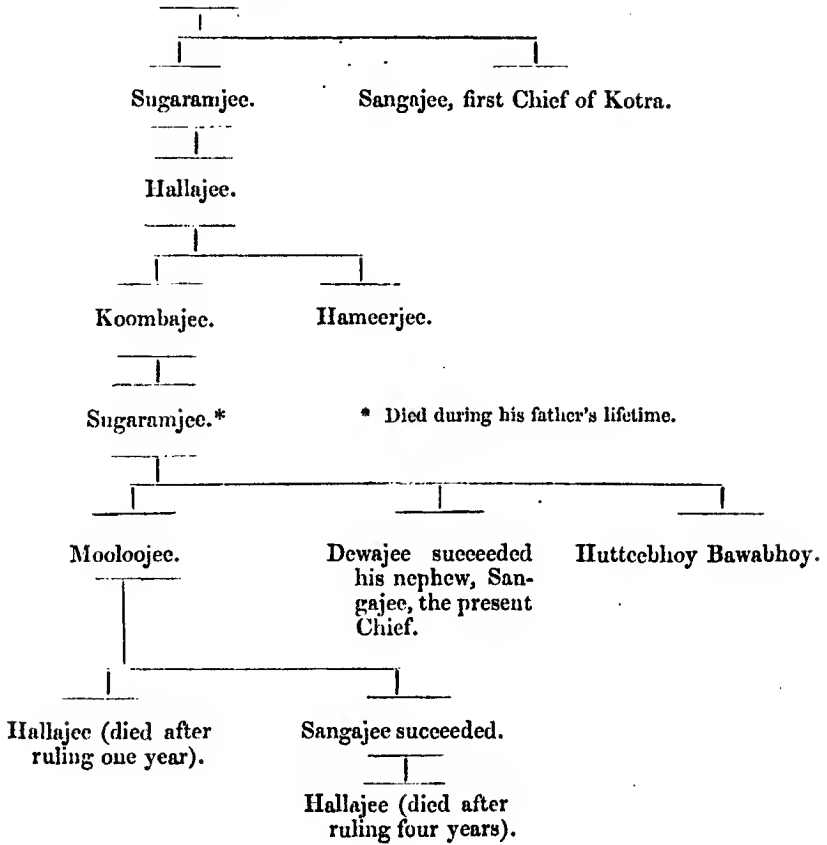 Sugaramjee. Sangajee, first Chief of Kotra.
Hallajee.
Koombajee. Hameerjee.
Sugaramjee.* * Died during his father's lifetime.
Mooloojee. Dewajee succeeded Hutteebhoy Bawabhoy.
his nephew, San-
gajee, the present
Chief.
Hallajee (died after Sangajee succeeded.
ruling one year).
Hallajee (died after
ruling four years).